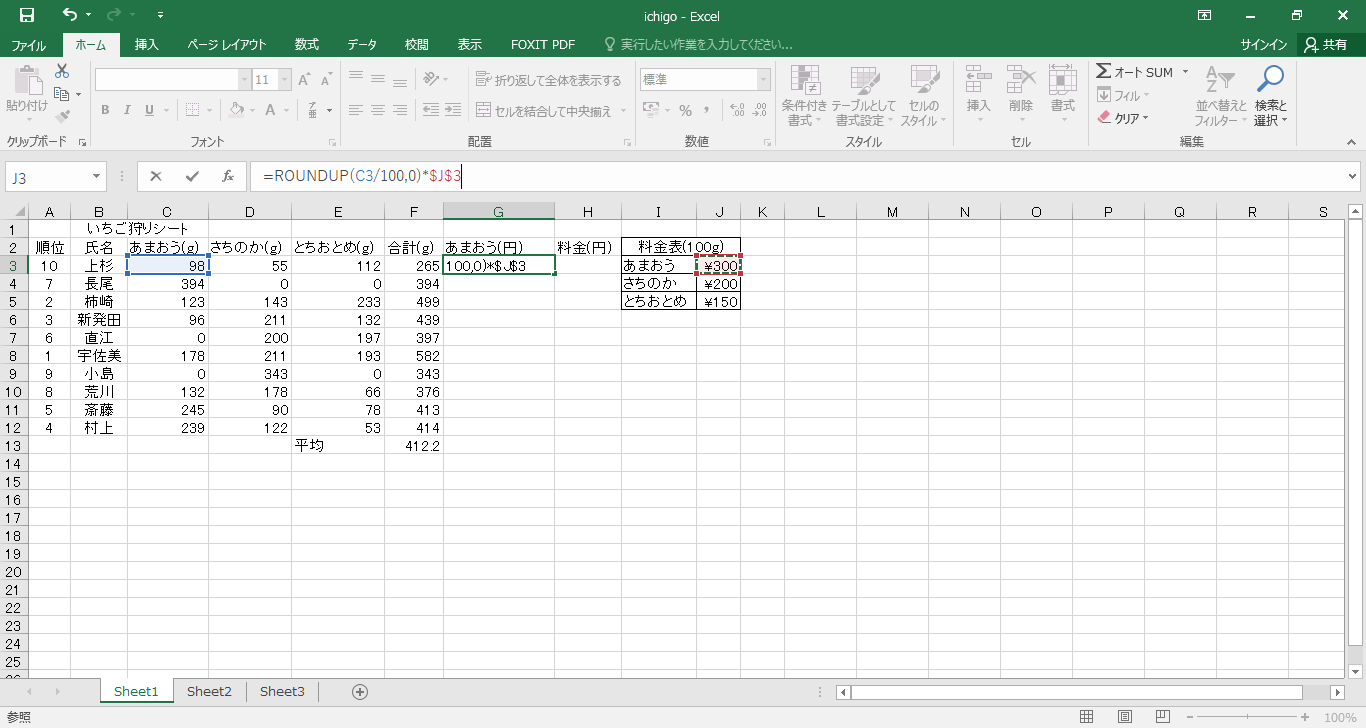 ichigo - Excel
ファイル ホーム 挿入 ページ レイアウト 数式 データ 校閲 表示 FOXIT PDF 実行したい作業を入力してください... サインイン 共有
貼り付け 11 折り返して全体を表示する 標準 条件付き テーブルとして セルの 挿入 削除 書式 オート SUM 並べ替えと 検索と
B I U A セルを結合して中央揃え % 書式 書式設定 スタイル フィル フィルター 選択
クリア
クリップボード フォント 配置 数値 スタイル セル 編集
J3 fx =ROUNDUP(C3/100,0)*$J$3
A B C D E F G H I J K L M N O P Q R S
1 いちご狩りシート
2 順位 氏名 あまおう(g) さちのか(g) とちおとめ(g) 合計(g) あまおう(円) 料金(円) 料金表(100g)
3 10 上杉 98 55 112 265 100,0)*$J$3 あまおう ¥300
4 7 長尾 394 0 0 394 さちのか ¥200
5 2 柿崎 123 143 233 499 とちおとめ ¥150
6 3 新発田 96 211 132 439
7 6 直江 0 200 197 397
8 1 宇佐美 178 211 193 582
9 9 小島 0 343 0 343
10 8 荒川 132 178 66 376
11 5 斎藤 245 90 78 413
12 4 村上 239 122 53 414
13 平均 412.2
14
15
16
17
18
19
20
21
22
23
24
25
Sheet1 Sheet2 Sheet3
参照 100%